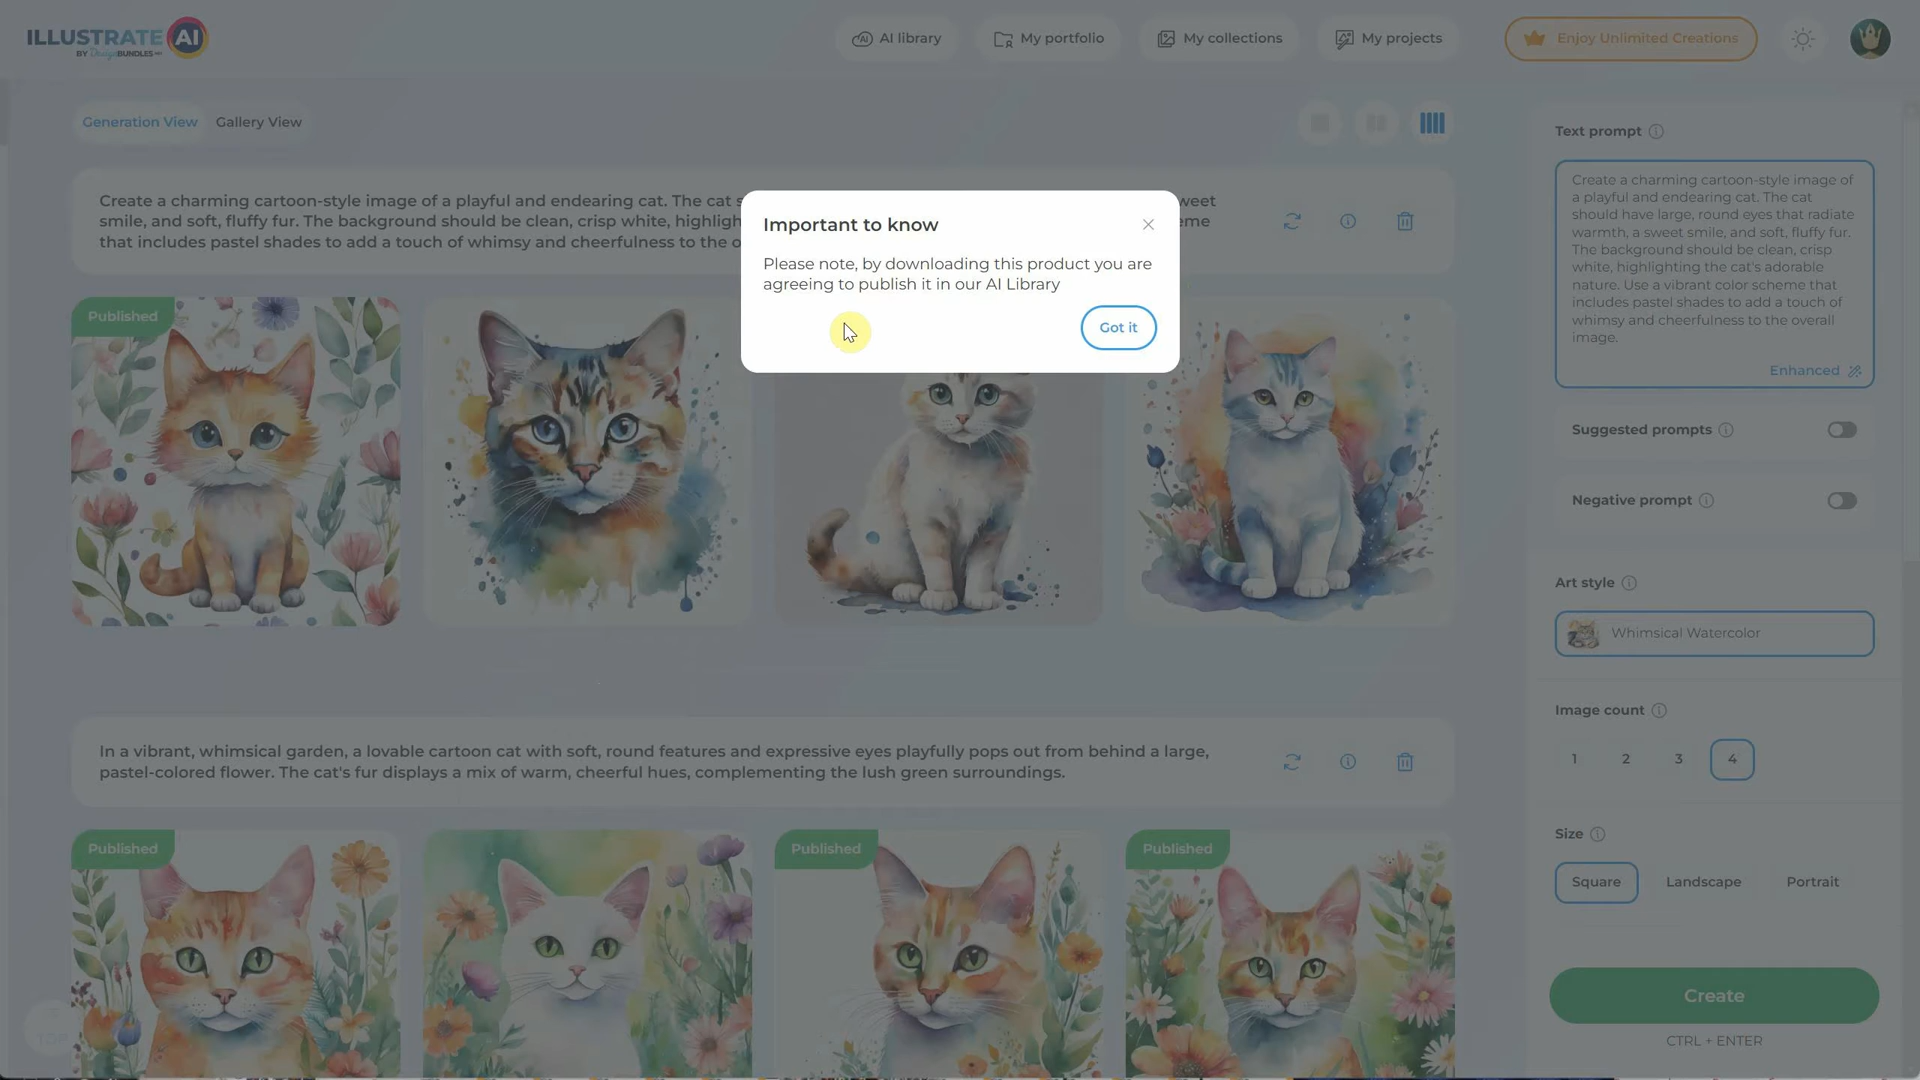 ILLUSTRATE AI
BY DesignBUNDLES
AI library
My portfolio
My collections
My projects
Enjoy Unlimited Creations
Generation View
Gallery View
Create a charming cartoon-style image of a playful and endearing cat. The cat s
weet
smile, and soft, fluffy fur. The background should be clean, crisp white, highligh
eme
that includes pastel shades to add a touch of whimsy and cheerfulness to the o
Important to know
Please note, by downloading this product you are
agreeing to publish it in our AI Library
Got it
Published
In a vibrant, whimsical garden, a lovable cartoon cat with soft, round features and expressive eyes playfully pops out from behind a large,
pastel-colored flower. The cat's fur displays a mix of warm, cheerful hues, complementing the lush green surroundings.
Published
Published
Published
TOP
Text prompt
Create a charming cartoon-style image of
a playful and endearing cat. The cat
should have large, round eyes that radiate
warmth, a sweet smile, and soft, fluffy fur.
The background should be clean, crisp
white, highlighting the cat's adorable
nature. Use a vibrant color scheme that
includes pastel shades to add a touch of
whimsy and cheerfulness to the overall
image.
Enhanced
Suggested prompts
Negative prompt
Art style
Whimsical Watercolor
Image count
1 2 3 4
Size
Square Landscape Portrait
Create
CTRL + ENTER